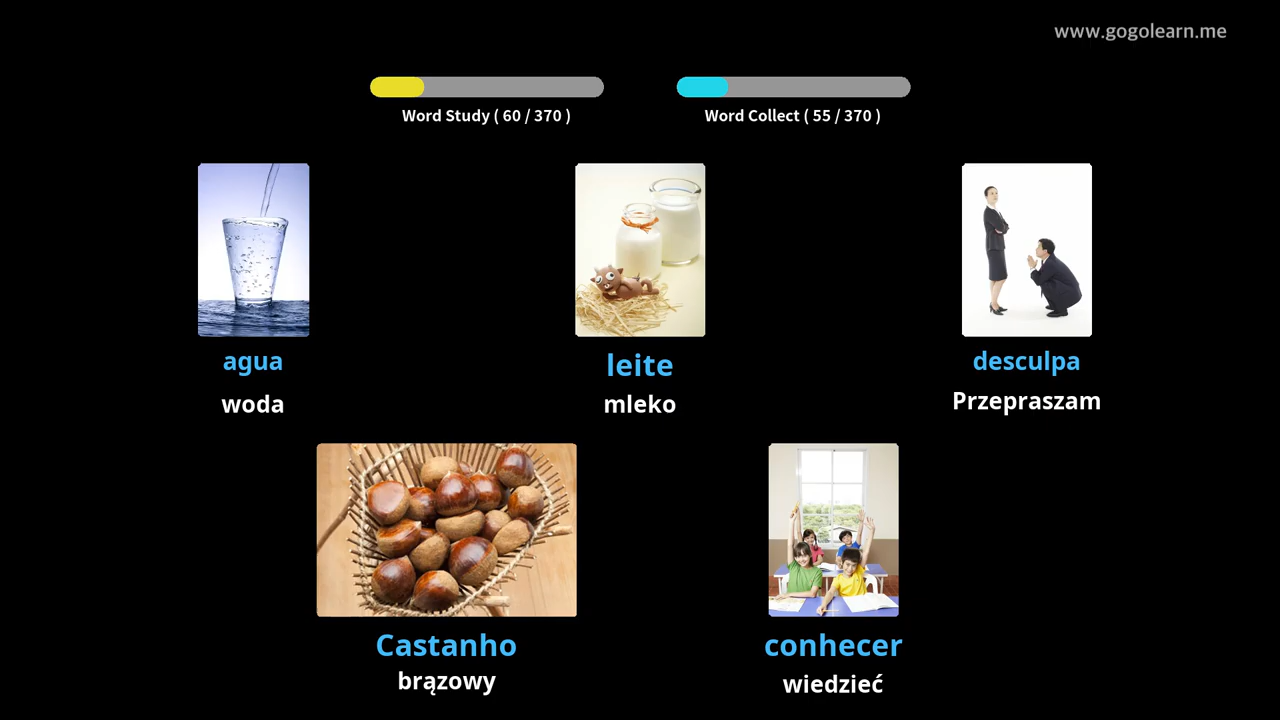 www.gogolearn.me
Word Study ( 60 / 370 )
Word Collect ( 55 / 370 )
agua
leite
desculpa
woda
mleko
Przepraszam
Castanho
conhecer
brązowy
wiedzieć